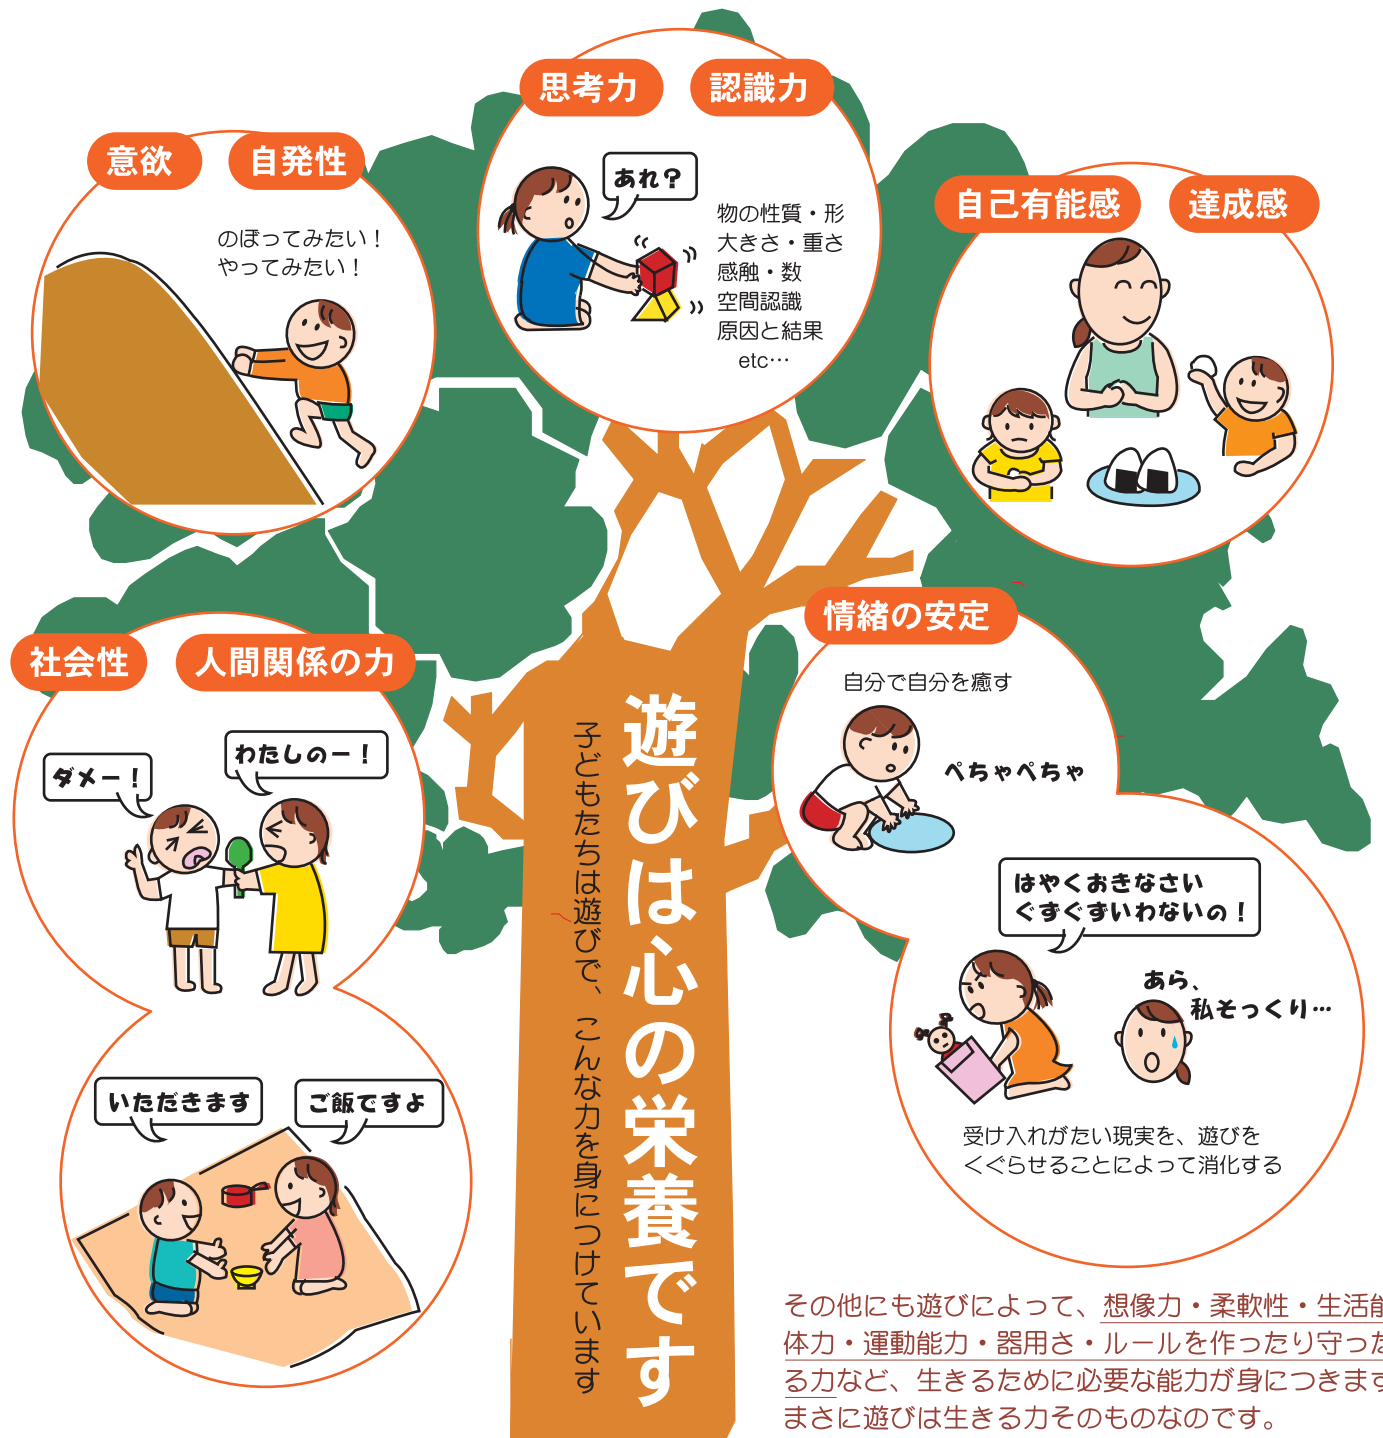 思考力 認識力
あれ？
物の性質・形
大きさ・重さ
感触・数
空間認識
原因と結果
etc…
意欲 自発性
のぼってみたい！
やってみたい！
自己有能感 達成感
社会性 人間関係の力
ダメー！
わたしのー！
いただきます
ご飯ですよ
遊びは心の栄養です
子どもたちは遊びで、こんな力を身につけています
情緒の安定
自分で自分を癒す
ぺちゃぺちゃ
はやくおきなさい
ぐずぐずいわないの！
あら、
私そっくり…
受け入れがたい現実を、遊びを
くぐらせることによって消化する
その他にも遊びによって、想像力・柔軟性・生活能
体力・運動能力・器用さ・ルールを作ったり守った
る力など、生きるために必要な能力が身につきます
まさに遊びは生きる力そのものなのです。